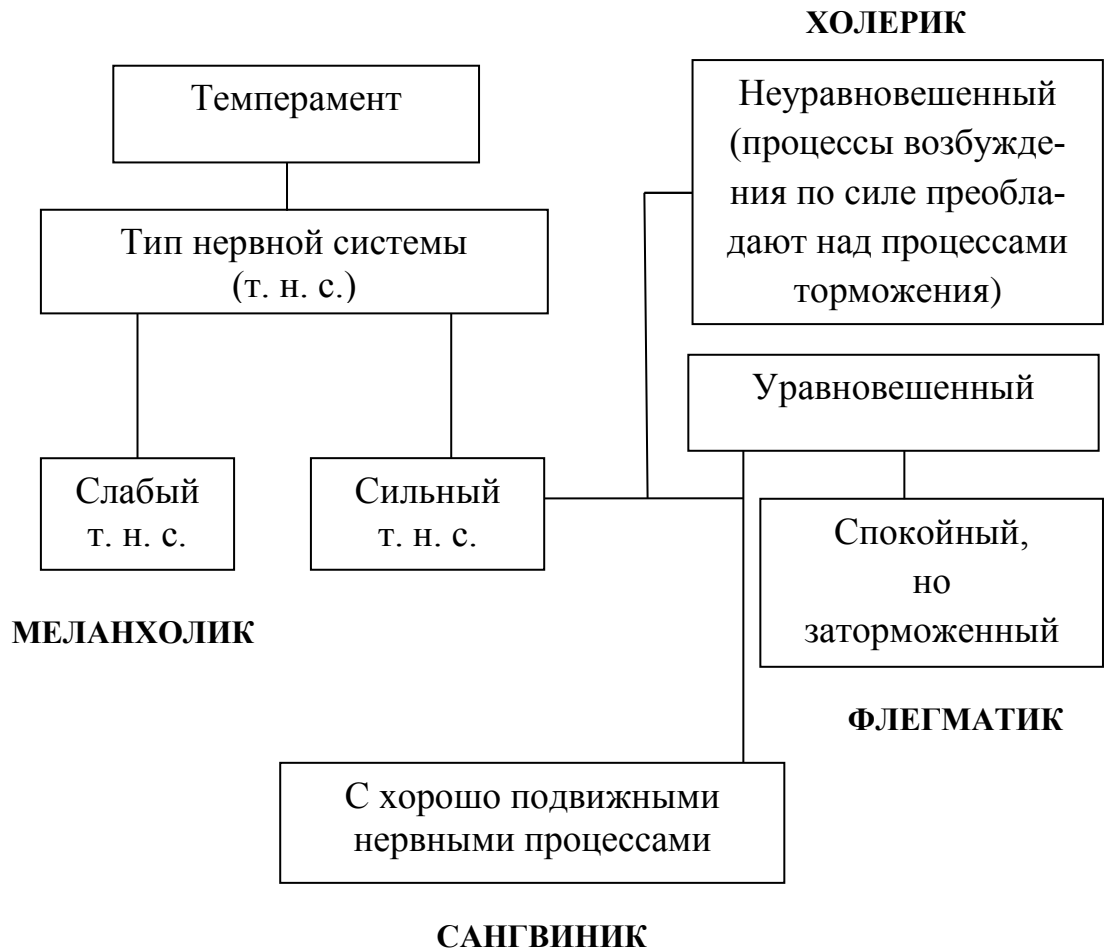 ХОЛЕРИК
Темперамент
Неуравновешенный
(процессы возбужде-
ния по силе преобла-
дают над процессами
торможения)
Тип нервной системы
(т. н. с.)
Уравновешенный
Слабый
т. н. с.
Сильный
т. н. с.
Спокойный,
но
заторможенный
МЕЛАНХОЛИК
ФЛЕГМАТИК
С хорошо подвижными
нервными процессами
САНГВИНИК